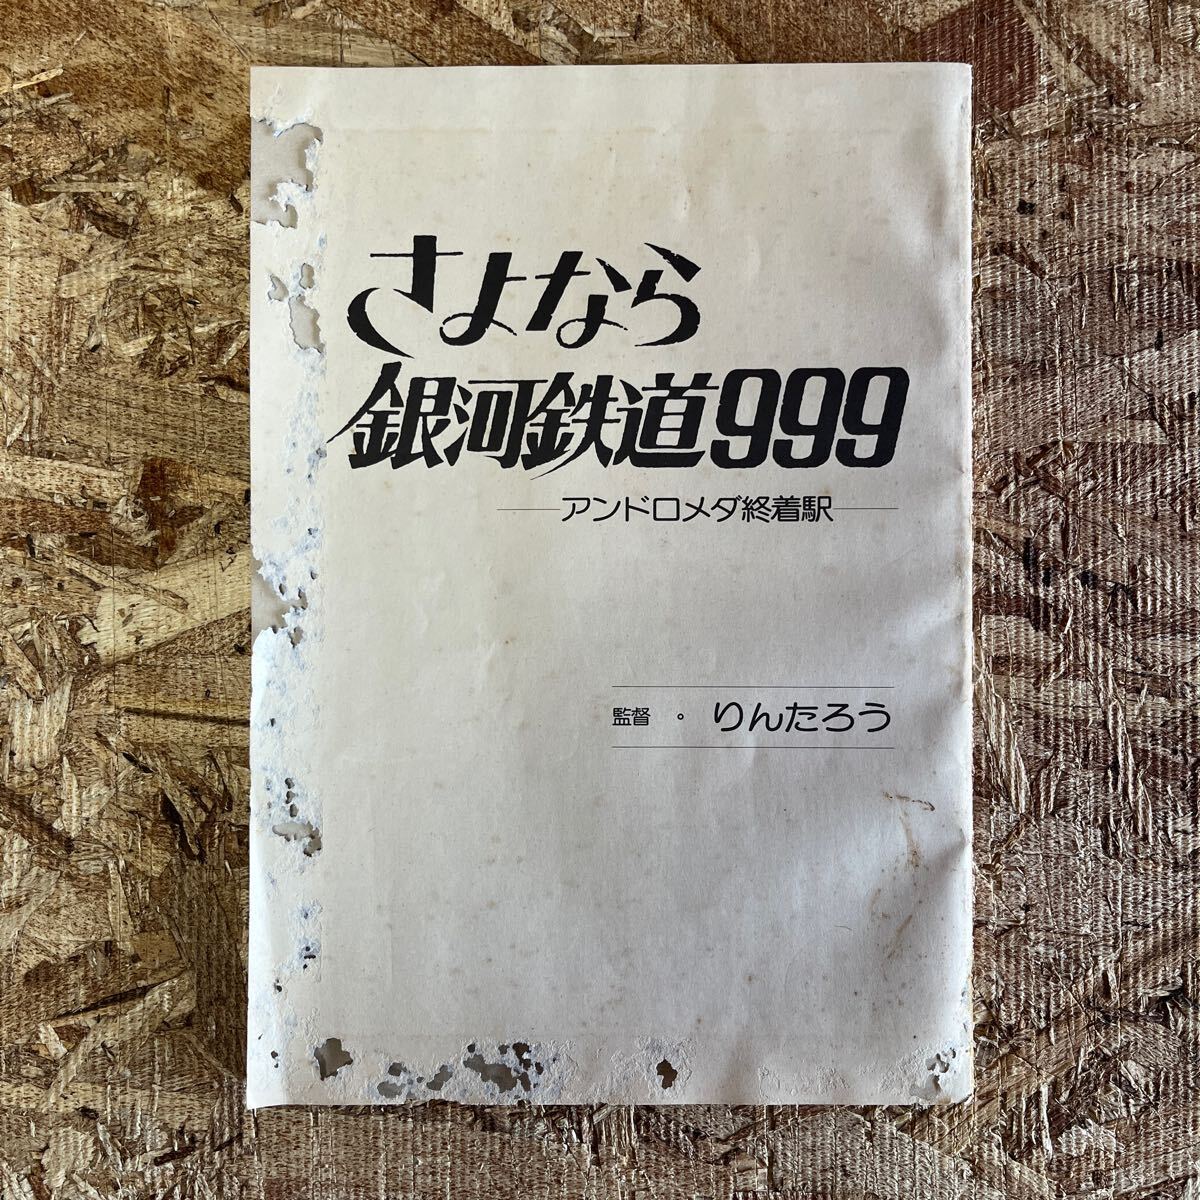 さよなら
銀河鉄道999
―アンドロメダ終着駅―
監督 。 りんたろう